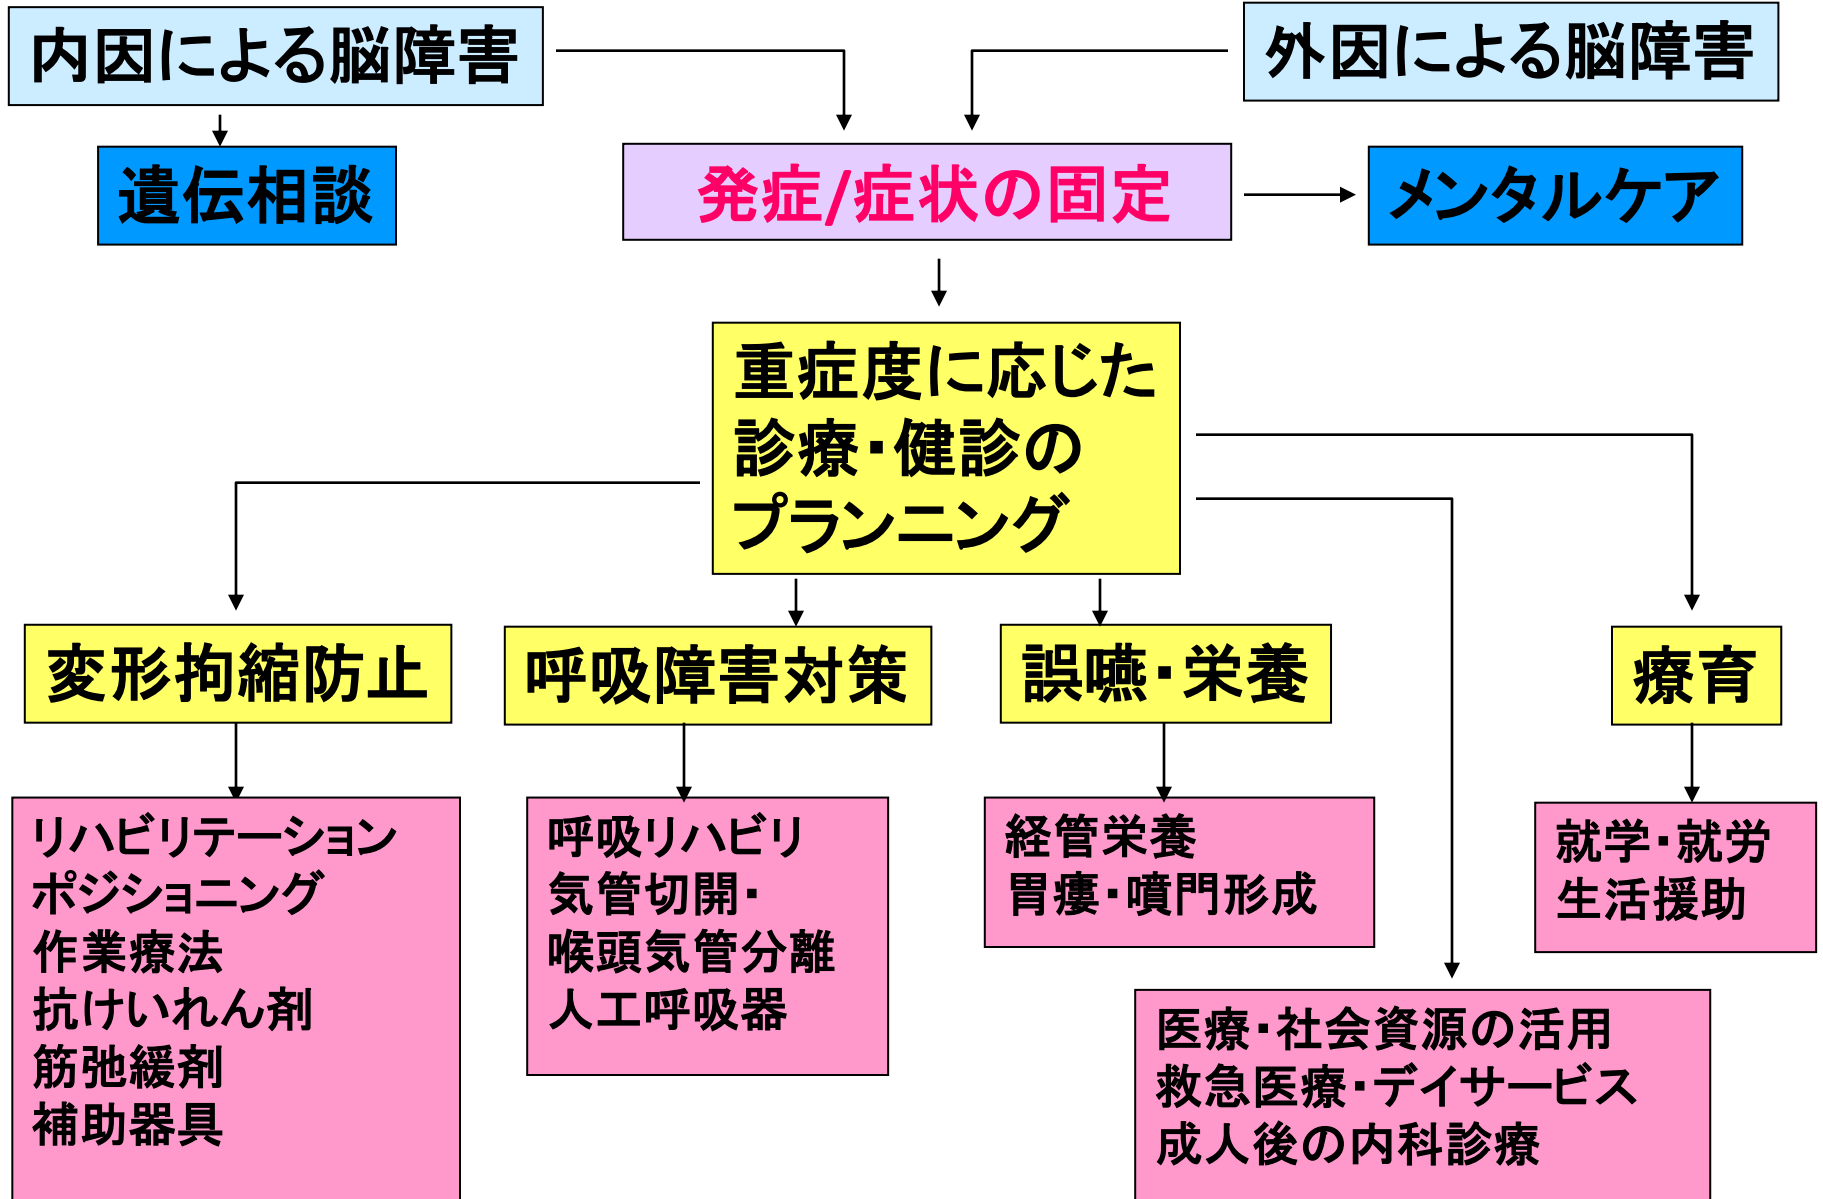 内因による脳障害
外因による脳障害
遺伝相談
発症/症状の固定
メンタルケア
重症度に応じた
診療・健診の
プランニング
変形拘縮防止
呼吸障害対策
誤嚥・栄養
療育
リハビリテーション
ポジショニング
作業療法
抗けいれん剤
筋弛緩剤
補助器具
呼吸リハビリ
気管切開・
喉頭気管分離
人工呼吸器
経管栄養
胃瘻・噴門形成
就学・就労
生活援助
医療・社会資源の活用
救急医療・デイサービス
成人後の内科診療